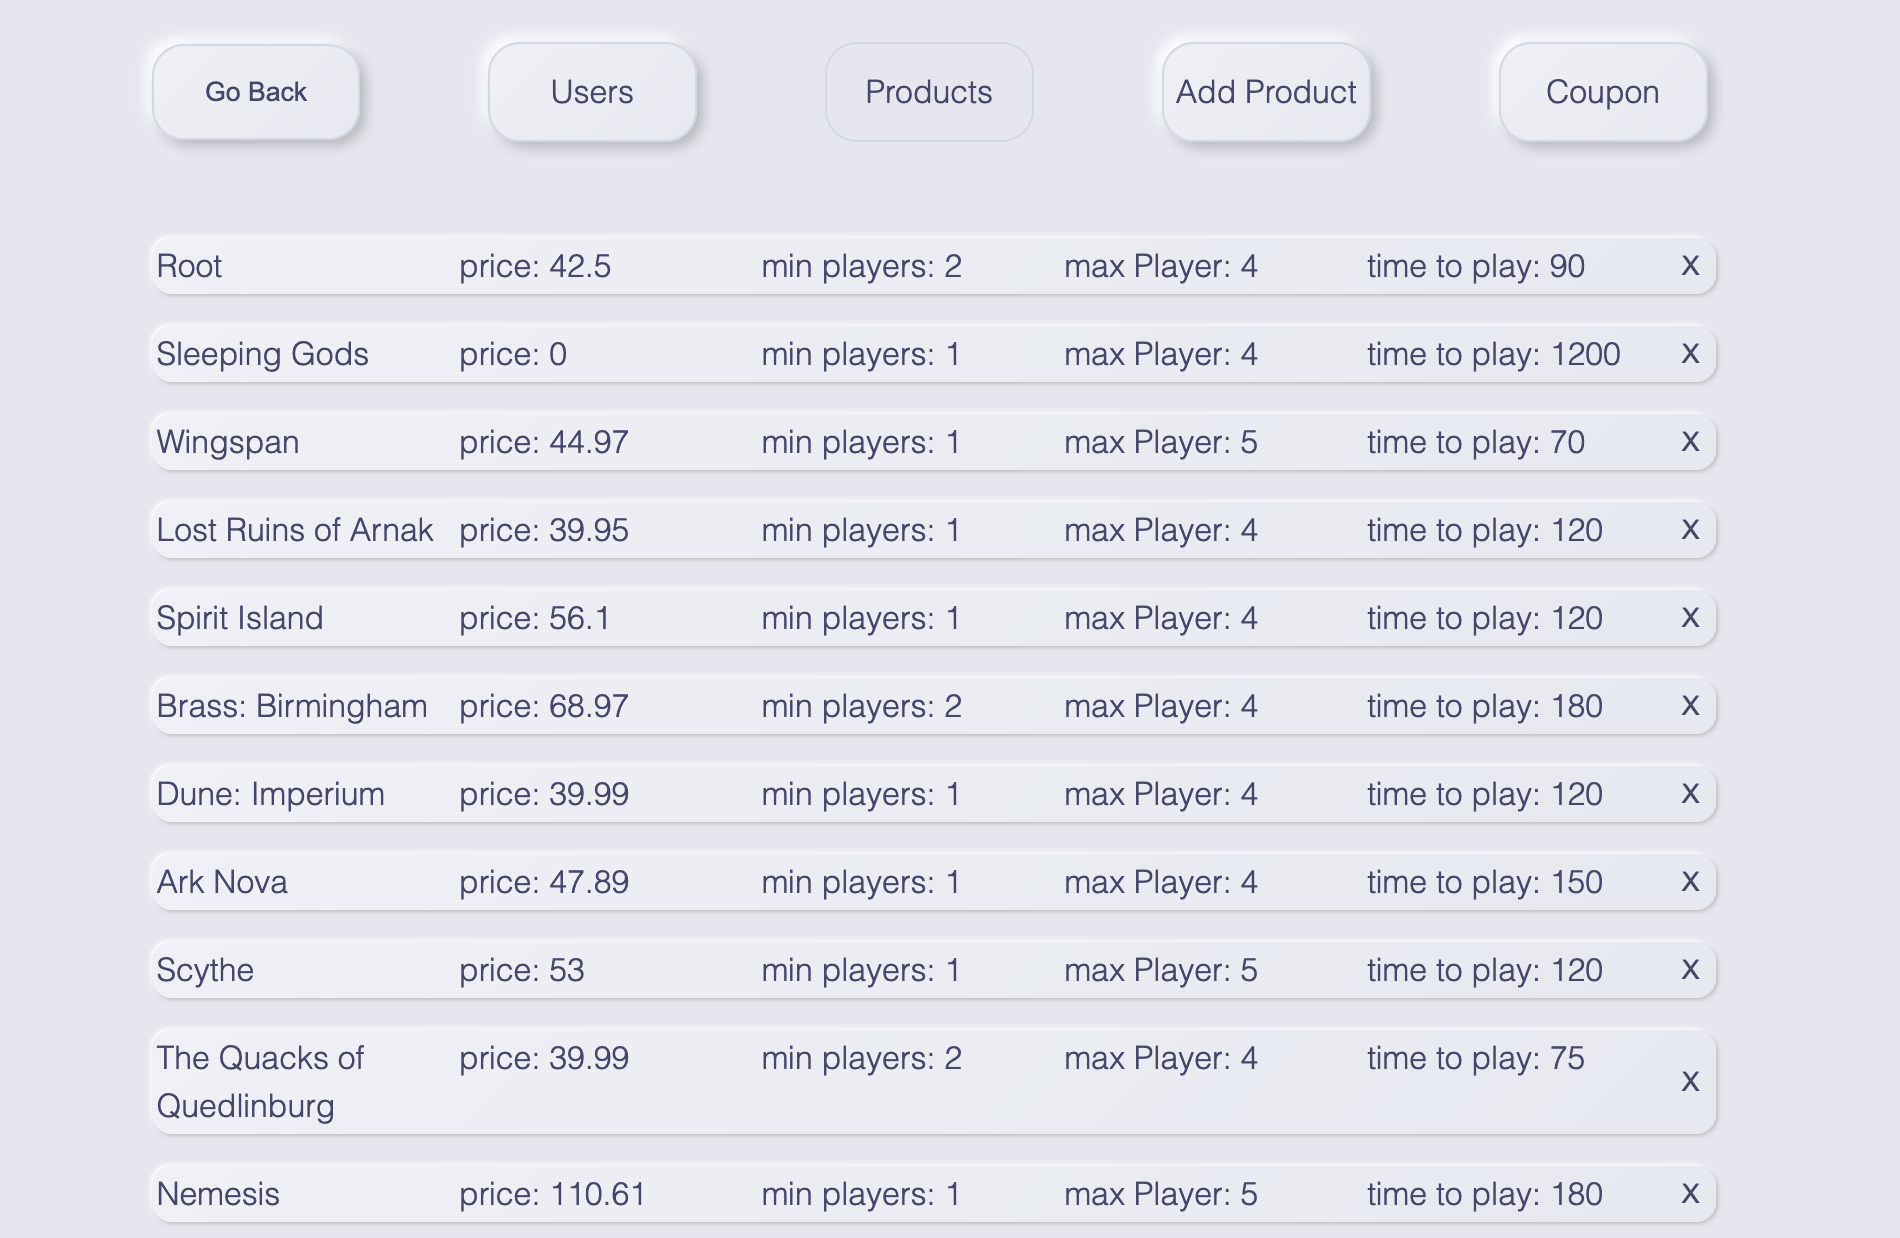 Go Back Users Products Add Product Coupon
Root price: 42.5 min players: 2 max Player: 4 time to play: 90 x
Sleeping Gods price: 0 min players: 1 max Player: 4 time to play: 1200 x
Wingspan price: 44.97 min players: 1 max Player: 5 time to play: 70 x
Lost Ruins of Arnak price: 39.95 min players: 1 max Player: 4 time to play: 120 x
Spirit Island price: 56.1 min players: 1 max Player: 4 time to play: 120 x
Brass: Birmingham price: 68.97 min players: 2 max Player: 4 time to play: 180 x
Dune: Imperium price: 39.99 min players: 1 max Player: 4 time to play: 120 x
Ark Nova price: 47.89 min players: 1 max Player: 4 time to play: 150 x
Scythe price: 53 min players: 1 max Player: 5 time to play: 120 x
The Quacks of price: 39.99 min players: 2 max Player: 4 time to play: 75 x
Quedlinburg
Nemesis price: 110.61 min players: 1 max Player: 5 time to play: 180 x